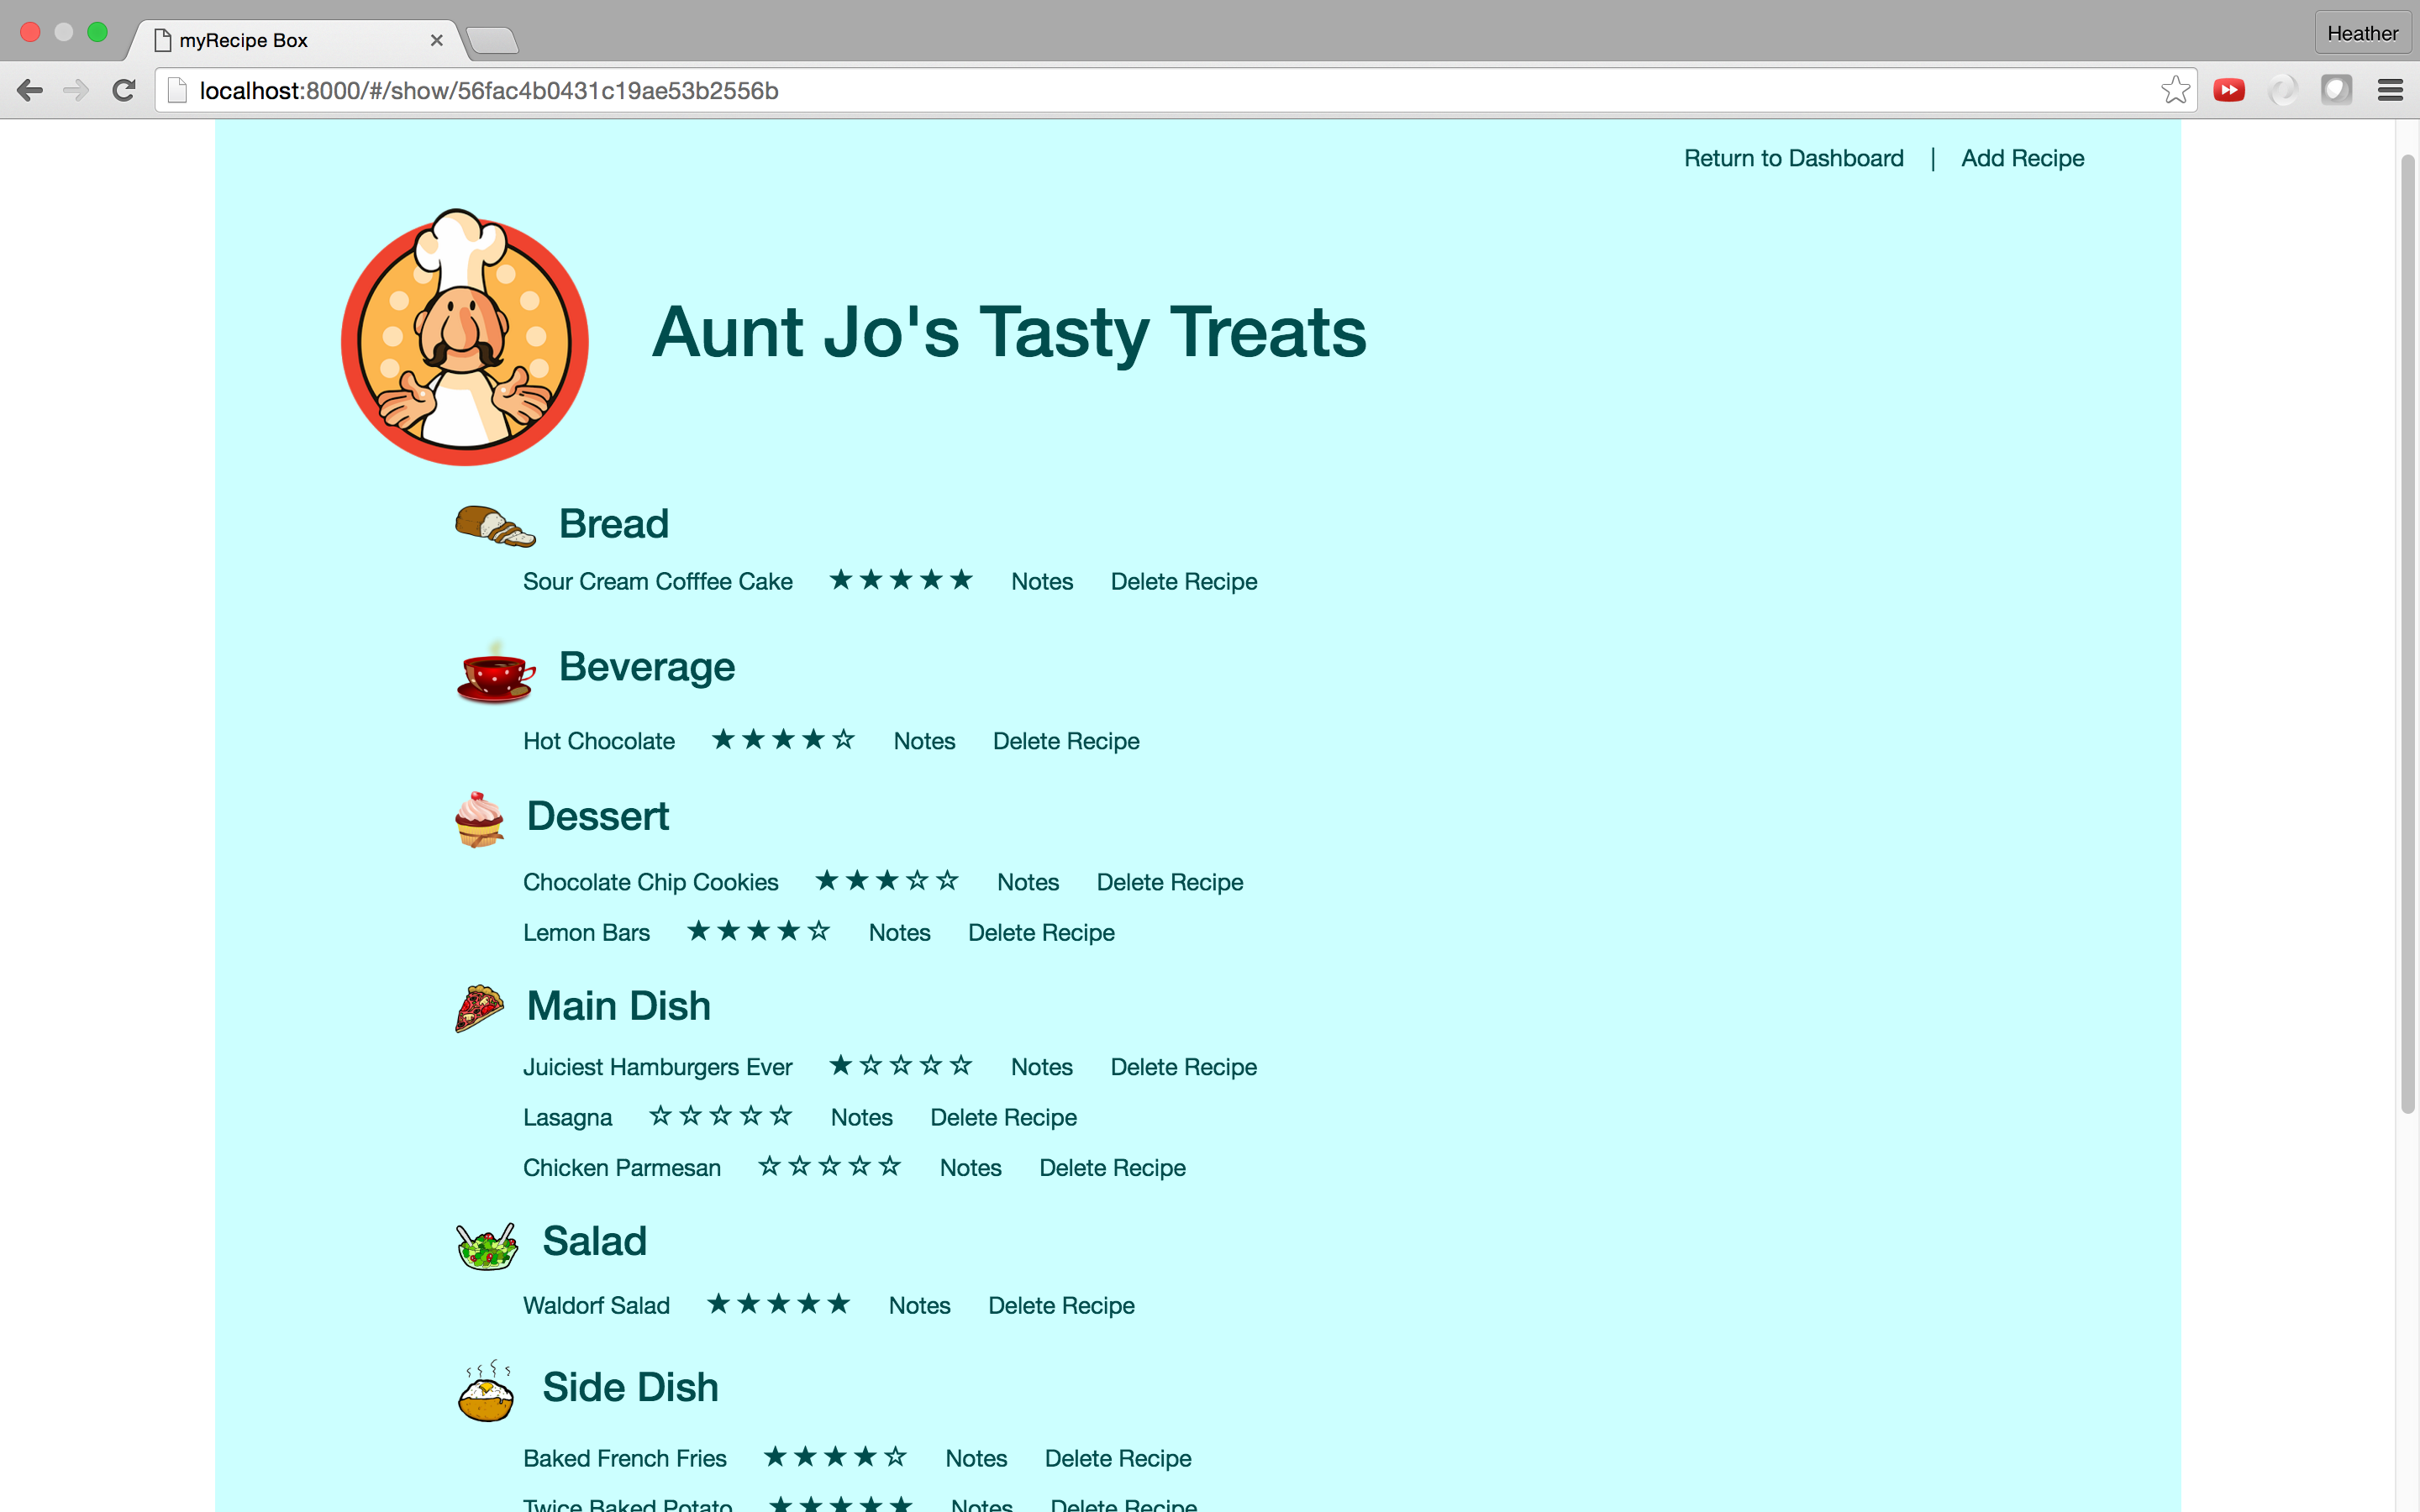 myRecipe Box
Heather
localhost:8000/#/show/56fac4b0431c19ae53b2556b
Return to Dashboard | Add Recipe
Aunt Jo's Tasty Treats
Bread
Sour Cream Cofffee Cake ★★★★★ Notes Delete Recipe
Beverage
Hot Chocolate ★★★★☆ Notes Delete Recipe
Dessert
Chocolate Chip Cookies ★★★☆☆ Notes Delete Recipe
Lemon Bars ★★★★☆ Notes Delete Recipe
Main Dish
Juiciest Hamburgers Ever ★☆☆☆☆ Notes Delete Recipe
Lasagna ☆☆☆☆☆ Notes Delete Recipe
Chicken Parmesan ☆☆☆☆☆ Notes Delete Recipe
Salad
Waldorf Salad ★★★★★ Notes Delete Recipe
Side Dish
Baked French Fries ★★★★☆ Notes Delete Recipe
Twice Baked Potato ★★★★★ Notes Delete Recipe